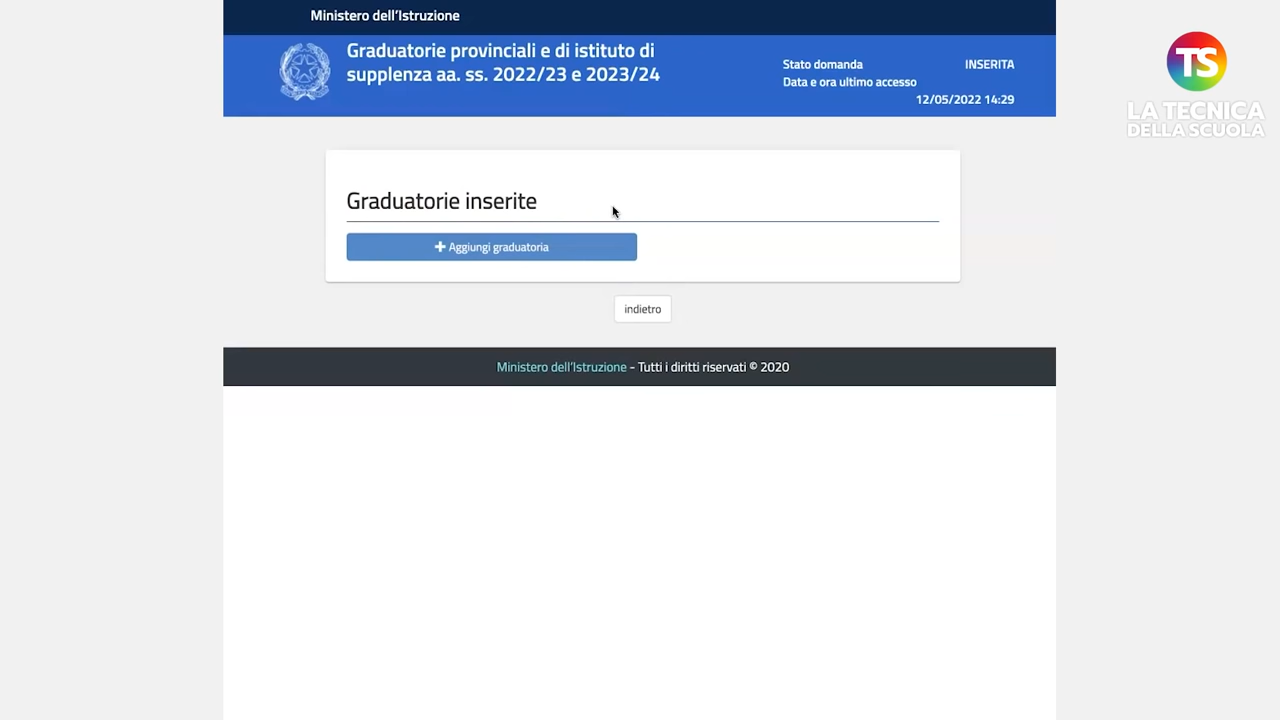 Ministero dell'Istruzione
Graduatorie provinciali e di istituto di
supplenza aa. ss. 2022/23 e 2023/24
Stato domanda INSERITA
Data e ora ultimo accesso
12/05/2022 14:29
TS
LA TECNICA
DELLA SCUOLA
Graduatorie inserite
+ Aggiungi graduatoria
indietro
Ministero dell'Istruzione - Tutti i diritti riservati © 2020